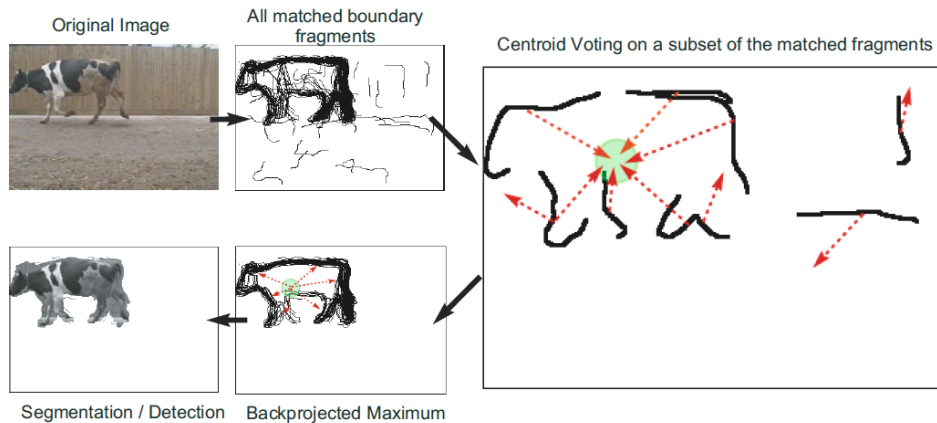 Original Image
All matched boundary
fragments
Centroid Voting on a subset of the matched fragments
Segmentation / Detection
Backprojected Maximum